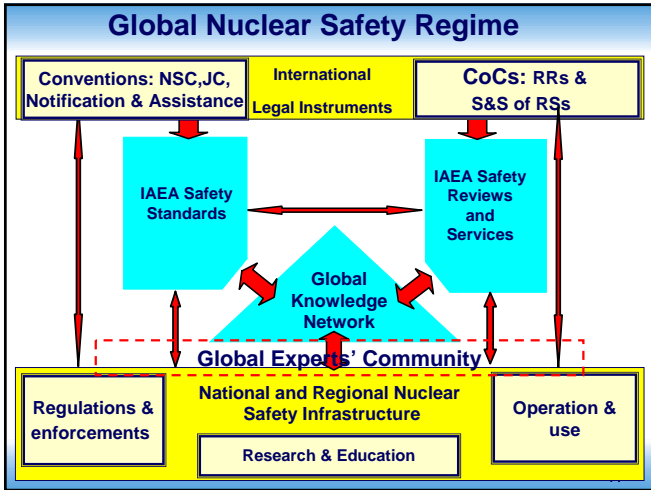 Global Nuclear Safety Regime
Conventions: NSC,JC,
Notification & Assistance
International
Legal Instruments
CoCs: RRs &
S&S of RSs
IAEA Safety
Standards
IAEA Safety
Reviews
and
Services
Global
Knowledge
Network
Global Experts' Community
Regulations &
enforcements
National and Regional Nuclear
Safety Infrastructure
Research & Education
Operation &
use